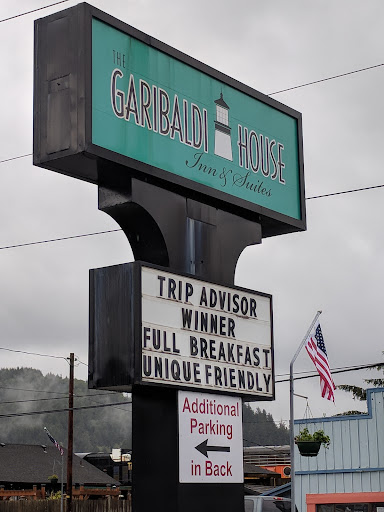 THE
GARIBALDI HOUSE
Inn & Suites
TRIP ADVISOR
WINNER
FULL BREAKFAST
UNIQUE FRIENDLY
Additional
Parking
in Back